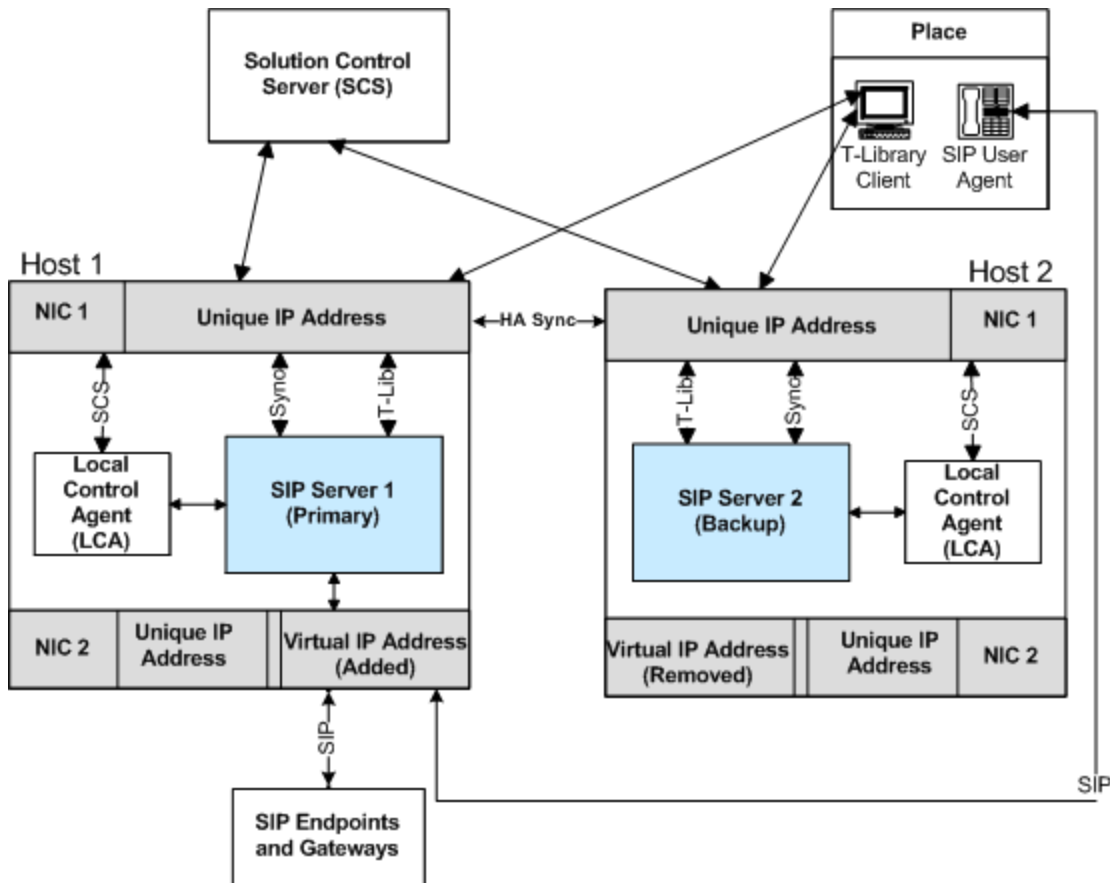 Solution Control
Server (SCS)
Place
T-Library
Client
SIP User
Agent
Host 1
NIC 1
Unique IP Address
HA Sync
Host 2
Unique IP Address
NIC 1
SCS
Sync
T-Lib
T-Lib
Sync
SCS
Local
Control
Agent
(LCA)
SIP Server 1
(Primary)
SIP Server 2
(Backup)
Local
Control
Agent
(LCA)
NIC 2
Unique IP
Address
Virtual IP Address
(Added)
Virtual IP Address
(Removed)
Unique IP
Address
NIC 2
SIP
SIP
SIP Endpoints
and Gateways